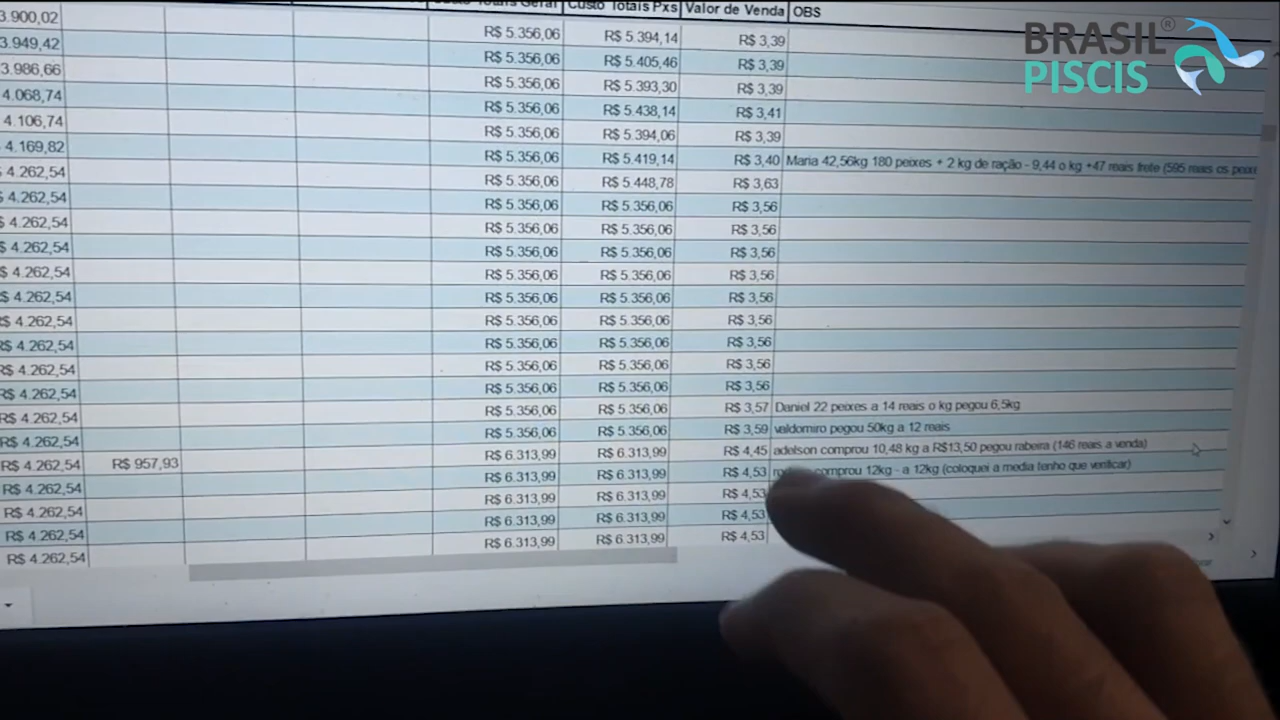 BRASIL®
PISCIS
Custo Totais Pxs Valor de Venda OBS
3.900,02 R$ 5.356,06 R$ 5.394,14 R$ 3,39
3.949,42 R$ 5.356,06 R$ 5.405,46 R$ 3,39
3.986,66 R$ 5.356,06 R$ 5.393,30 R$ 3,39
4.068,74 R$ 5.356,06 R$ 5.438,14 R$ 3,41
4.106,74 R$ 5.356,06 R$ 5.394,06 R$ 3,39
4.169,82 R$ 5.356,06 R$ 5.419,14 R$ 3,40 Maria 42,56kg 180 peixes + 2 kg de ração - 9,44 o kg +47 reais frete (595 reais os
$ 4.262,54 R$ 5.356,06 R$ 5.448,78 R$ 3,63
$ 4.262,54 R$ 5.356,06 R$ 5.356,06 R$ 3,56
$ 4.262,54 R$ 5.356,06 R$ 5.356,06 R$ 3,56
$ 4.262,54 R$ 5.356,06 R$ 5.356,06 R$ 3,56
$ 4.262,54 R$ 5.356,06 R$ 5.356,06 R$ 3,56
$ 4.262,54 R$ 5.356,06 R$ 5.356,06 R$ 3,56
R$ 4.262,54 R$ 5.356,06 R$ 5.356,06 R$ 3,56
R$ 4.262,54 R$ 5.356,06 R$ 5.356,06 R$ 3,56
R$ 4.262,54 R$ 5.356,06 R$ 5.356,06 R$ 3,56
R$ 4.262,54 R$ 5.356,06 R$ 5.356,06 R$ 3,56
R$ 4.262,54 R$ 5.356,06 R$ 5.356,06 R$ 3,57 Daniel 22 peixes a 14 reais o kg pegou 6,5kg
R$ 4.262,54 R$ 5.356,06 R$ 5.356,06 R$ 3,59 valdomiro pegou 50kg a 12 reais
R$ 4.262,54 R$ 957,93 R$ 6.313,99 R$ 6.313,99 R$ 4,45 adelson comprou 10,48 kg a R$13,50 pegou rabeira (146 reais a venda)
R$ 4.262,54 R$ 6.313,99 R$ 6.313,99 R$ 4,53 comprou 12kg - a 12kg (coloquei a media tenho que verificar)
R$ 4.262,54 R$ 6.313,99 R$ 6.313,99 R$ 4,53
R$ 4.262,54 R$ 6.313,99 R$ 6.313,99 R$ 4,53
R$ 4.262,54 R$ 6.313,99 R$ 6.313,99 R$ 4,53